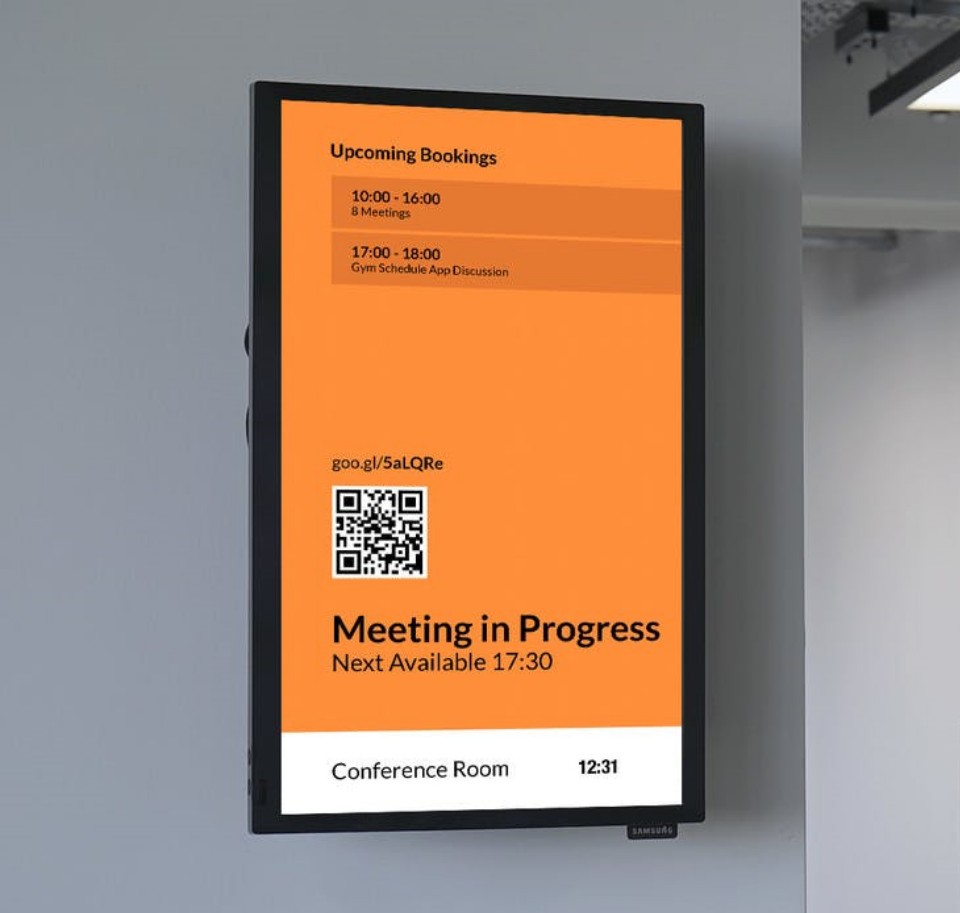 Upcoming Bookings
10:00 - 16:00
8 Meetings
17:00 - 18:00
Gym Schedule App Discussion
goo.gl/5aLQRe
Meeting in Progress
Next Available 17:30
Conference Room 12:31
SAMSUNG